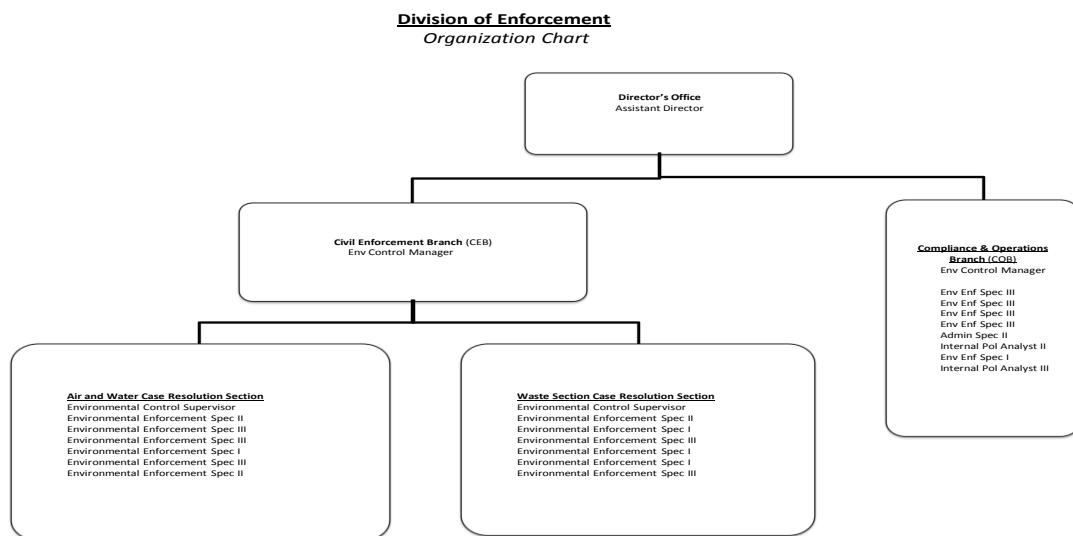 Division of Enforcement
Organization Chart
Director's Office
Assistant Director
Civil Enforcement Branch (CEB)
Env Control Manager
Compliance & Operations
Branch (COB)
Env Control Manager
Env Enf Spec III
Env Enf Spec III
Env Enf Spec III
Env Enf Spec III
Admin Spec II
Internal Pol Analyst II
Env Enf Spec I
Internal Pol Analyst III
Air and Water Case Resolution Section
Environmental Control Supervisor
Environmental Enforcement Spec II
Environmental Enforcement Spec III
Environmental Enforcement Spec III
Environmental Enforcement Spec I
Environmental Enforcement Spec III
Environmental Enforcement Spec II
Waste Section Case Resolution Section
Environmental Control Supervisor
Environmental Enforcement Spec II
Environmental Enforcement Spec I
Environmental Enforcement Spec III
Environmental Enforcement Spec I
Environmental Enforcement Spec I
Environmental Enforcement Spec III